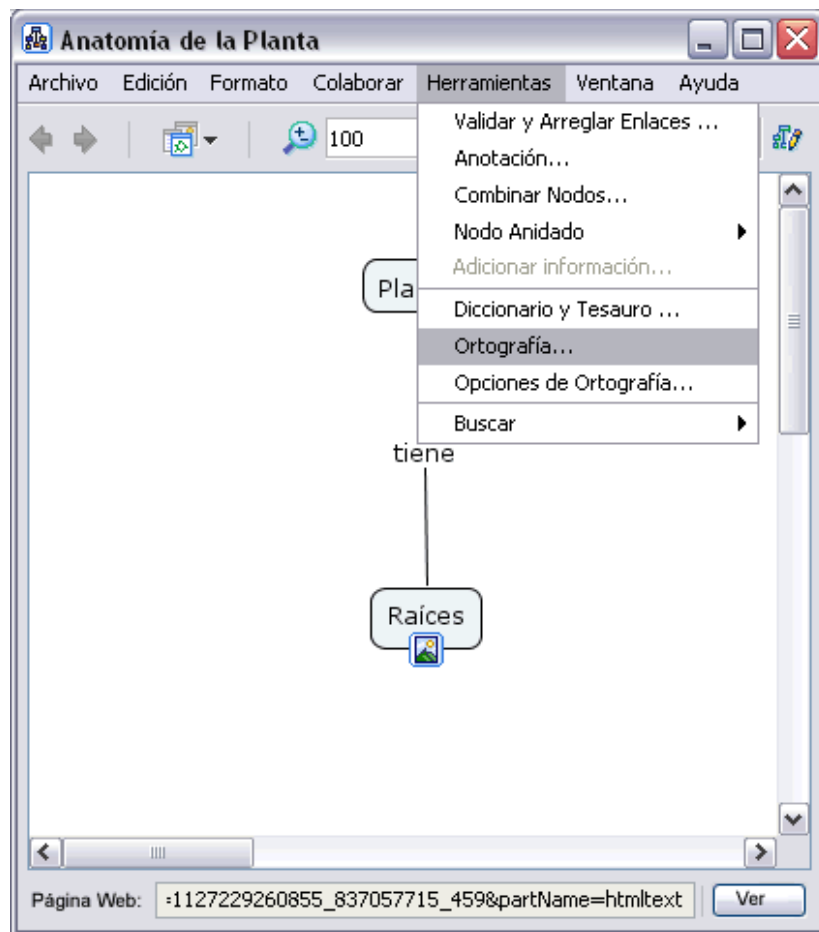 Anatomía de la Planta
Archivo Edición Formato Colaborar Herramientas Ventana Ayuda
100
Validar y Arreglar Enlaces ...
Anotación...
Combinar Nodos...
Nodo Anidado
Adicionar información...
Diccionario y Tesauro ...
Ortografía...
Opciones de Ortografía...
Buscar
Pla
tiene
Raíces
Página Web: :1127229260855_837057715_459&partName=htmltext Ver